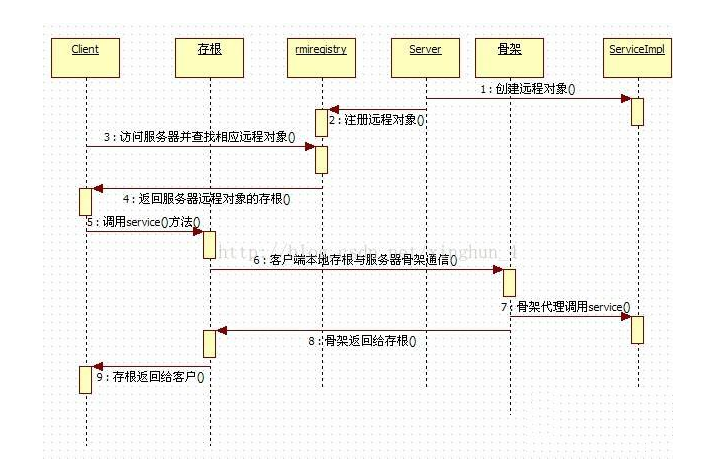 Client
存根
rmiregistry
Server
骨架
ServiceImpl
1 : 创建远程对象()
2 : 注册远程对象()
3 : 访问服务器并查找相应远程对象()
4 : 返回服务器远程对象的存根()
5 : 调用service()方法()
6 : 客户端本地存根与服务器骨架通信()
7 : 骨架代理调用service()
8 : 骨架返回给存根()
9 : 存根返回给客户()